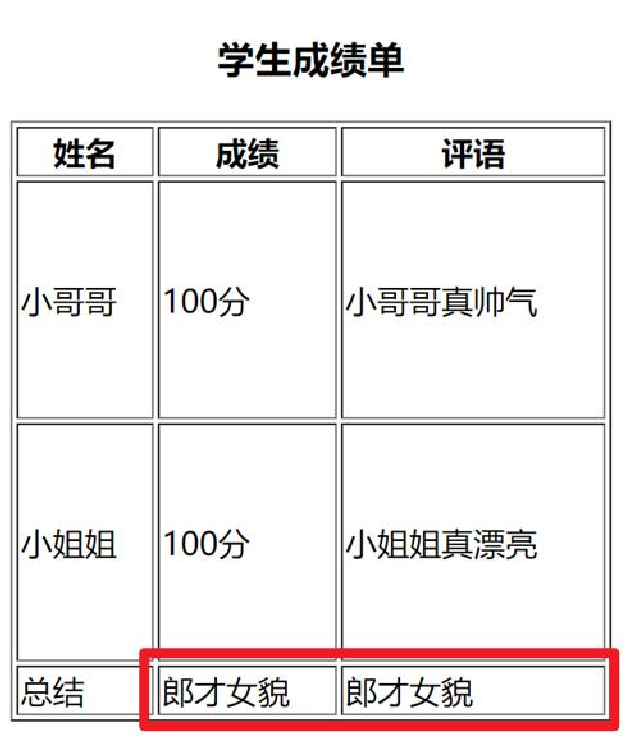 学生成绩单
姓名 成绩 评语
小哥哥 100分 小哥哥真帅气
小姐姐 100分 小姐姐真漂亮
总结 郎才女貌 郎才女貌